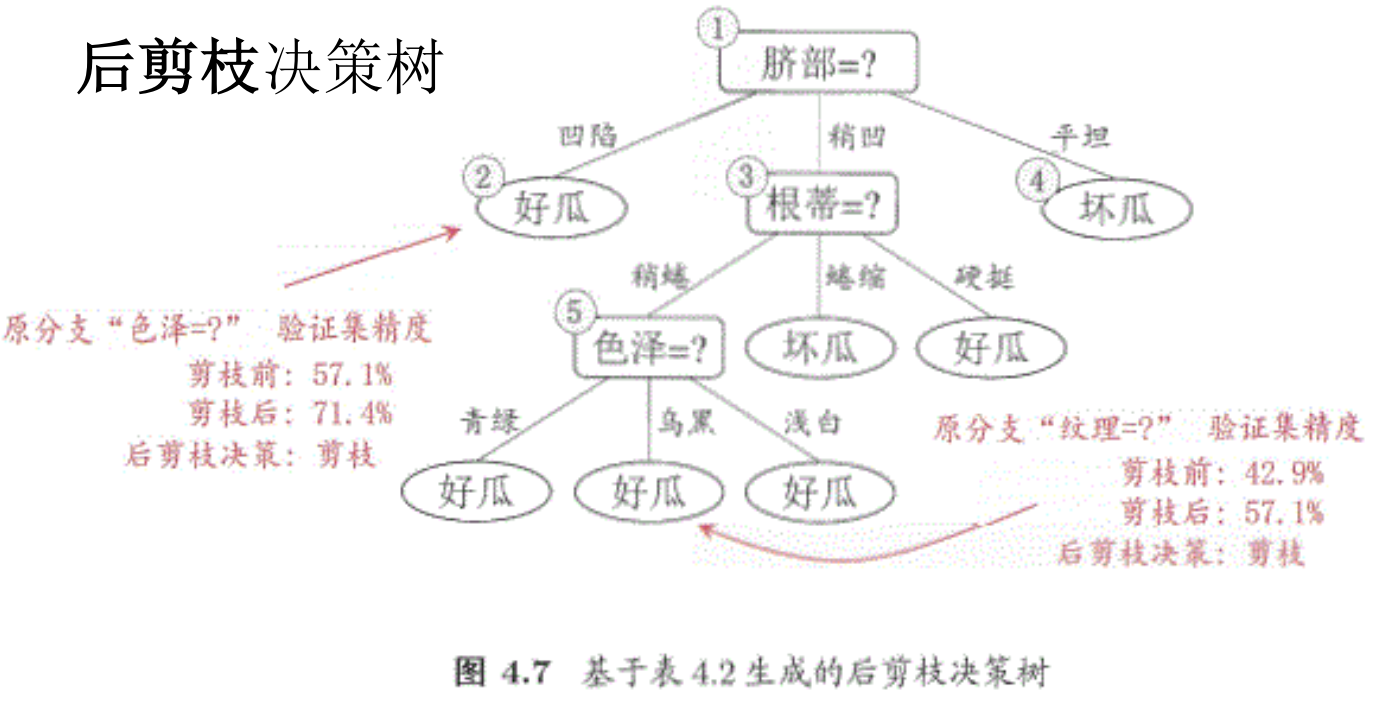 后剪枝决策树
①
脐部=?
凹陷
稍凹
平坦
②
好瓜
③
根蒂=?
④
坏瓜
稍蜷
蜷缩
硬挺
原分支“色泽=?” 验证集精度
剪枝前: 57.1%
剪枝后: 71.4%
后剪枝决策: 剪枝
⑤
色泽=?
坏瓜
好瓜
青绿
乌黑
浅白
好瓜
好瓜
好瓜
原分支“纹理=?” 验证集精度
剪枝前: 42.9%
剪枝后: 57.1%
后剪枝决策: 剪枝
图 4.7 基于表 4.2 生成的后剪枝决策树